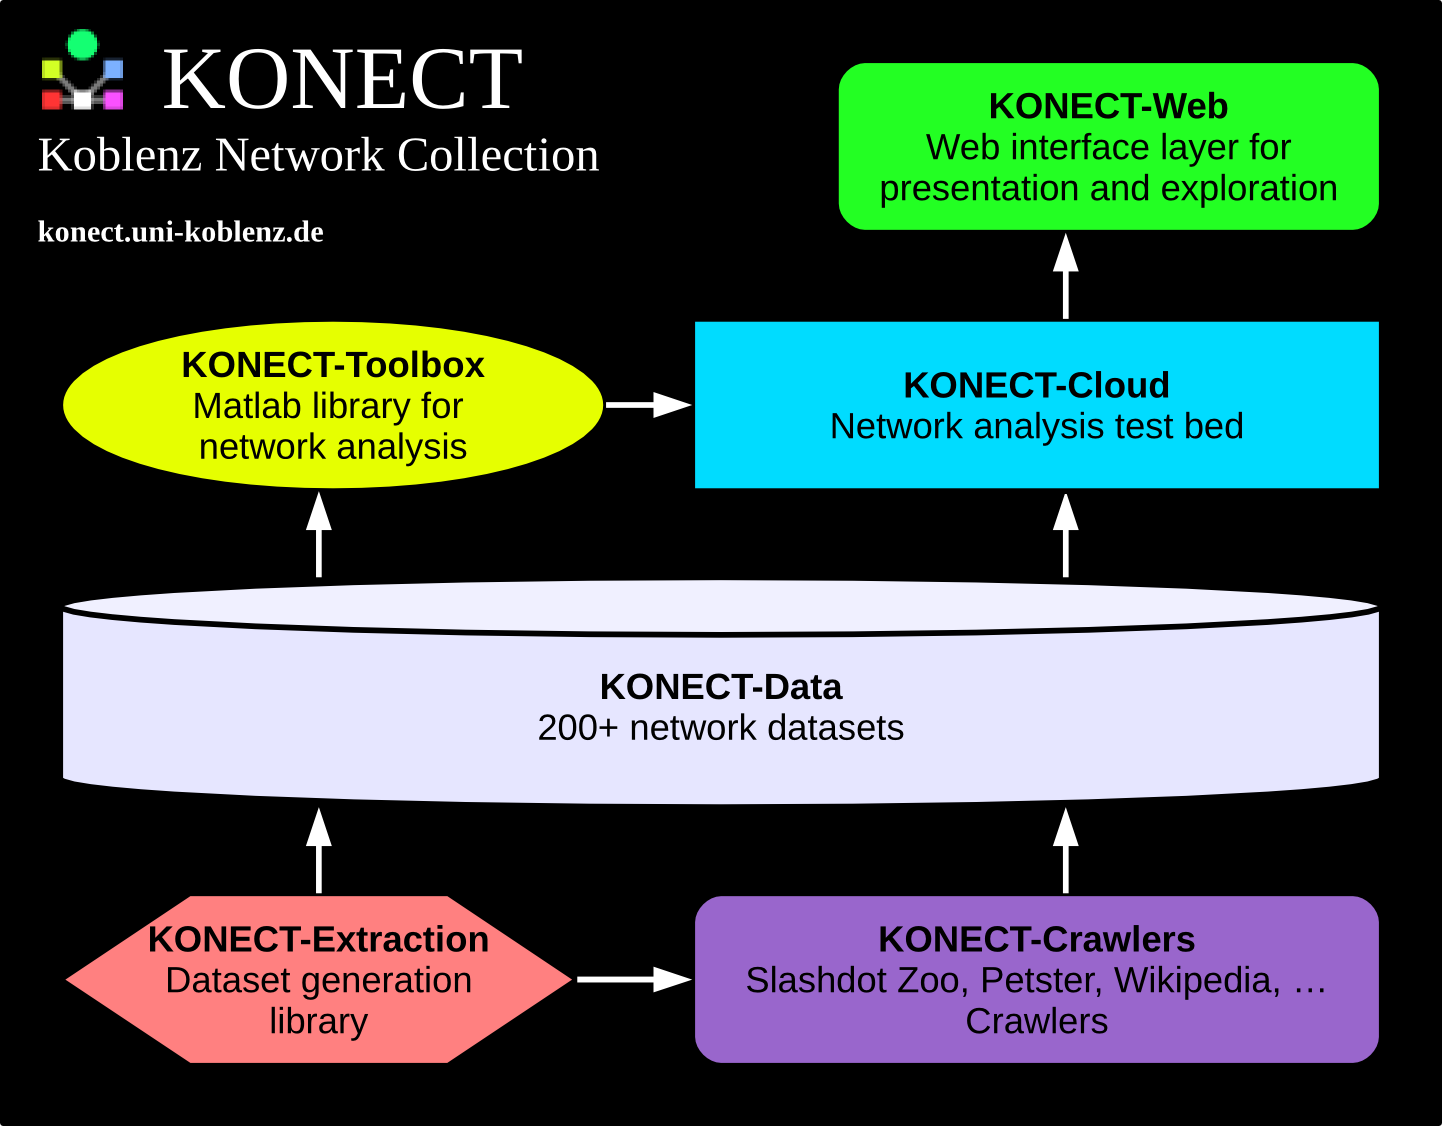 KONECT
Koblenz Network Collection
konect.uni-koblenz.de
KONECT-Web
Web interface layer for
presentation and exploration
KONECT-Toolbox
Matlab library for
network analysis
KONECT-Cloud
Network analysis test bed
KONECT-Data
200+ network datasets
KONECT-Extraction
Dataset generation
library
KONECT-Crawlers
Slashdot Zoo, Petster, Wikipedia, …
Crawlers